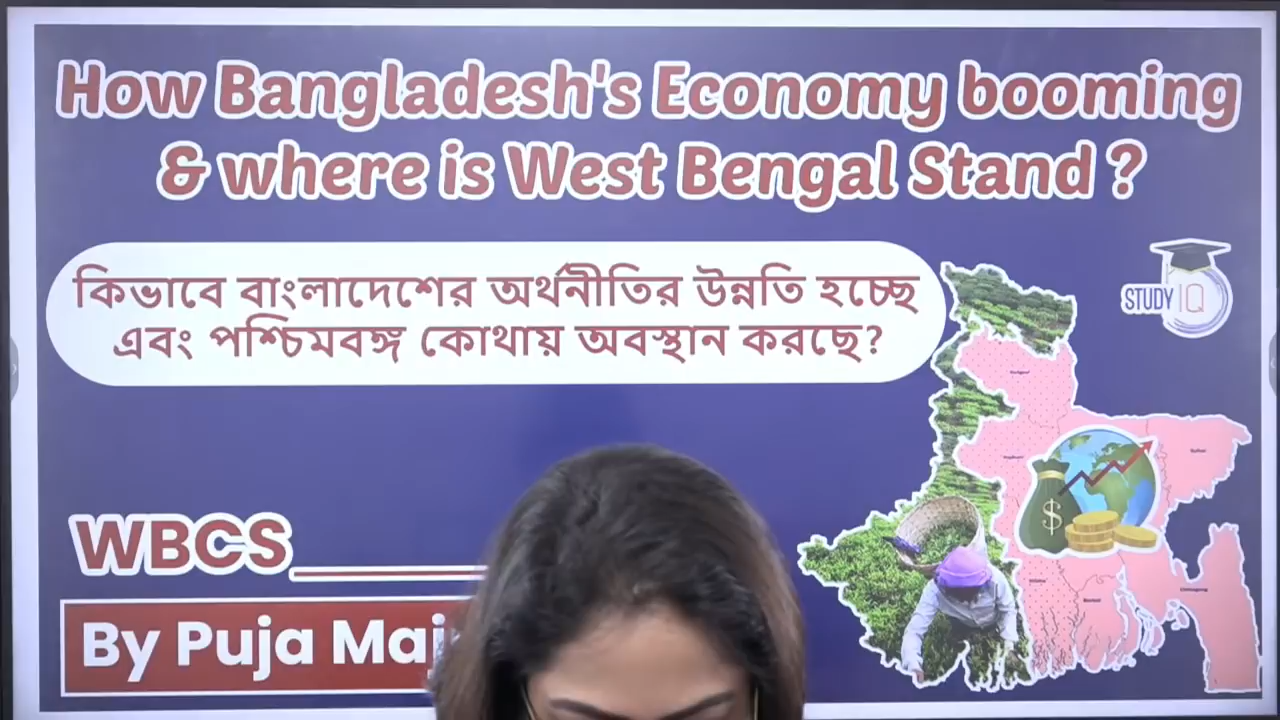 How Bangladesh's Economy booming
& where is West Bengal Stand ?
কিভাবে বাংলাদেশের অর্থনীতির উন্নতি হচ্ছে
এবং পশ্চিমবঙ্গ কোথায় অবস্থান করছে?
STUDY IQ
WBCS
By Puja
$